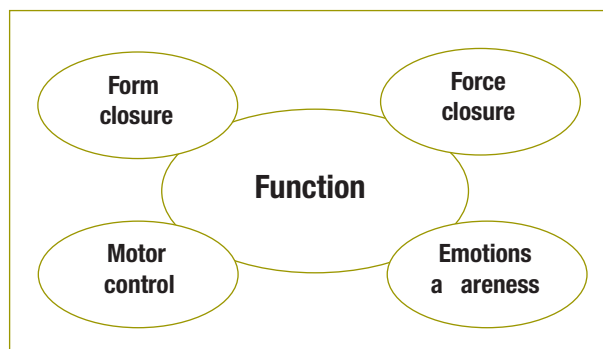 Form
closure
Force
closure
Function
Motor
control
Emotions
a areness